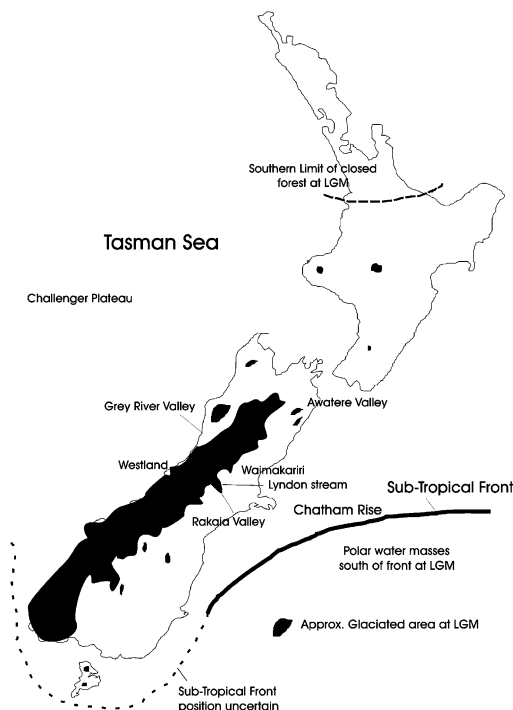 Southern Limit of closed
forest at LGM
Tasman Sea
Challenger Plateau
Grey River Valley
Awatere Valley
Westland
Waimakariri
Lyndon stream
Sub-Tropical Front
Chatham Rise
Rakaia Valley
Polar water masses
south of front at LGM
Approx. Glaciated area at LGM
Sub-Tropical Front
position uncertain